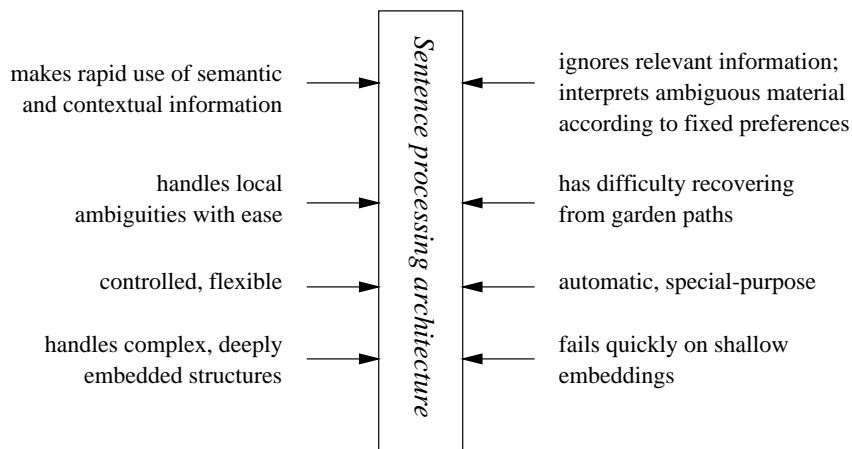 makes rapid use of semantic
and contextual information
handles local
ambiguities with ease
controlled, flexible
handles complex, deeply
embedded structures
Sentence processing architecture
ignores relevant information;
interprets ambiguous material
according to fixed preferences
has difficulty recovering
from garden paths
automatic, special-purpose
fails quickly on shallow
embeddings